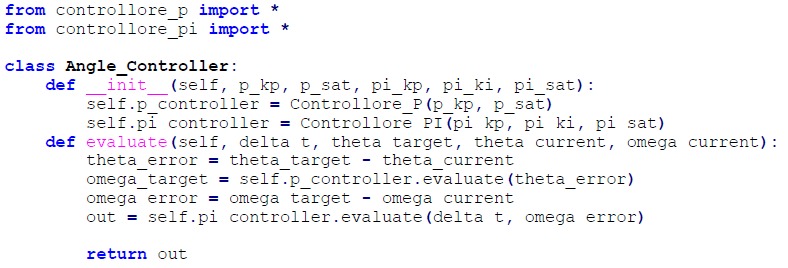 from controllore_p import *
from controllore_pi import *
class Angle_Controller:
def __init__(self, p_kp, p_sat, pi_kp, pi_ki, pi_sat):
self.p_controller = Controllore_P(p_kp, p_sat)
self.pi_controller = Controllore_PI(pi_kp, pi_ki, pi_sat)
def evaluate(self, delta_t, theta_target, theta_current, omega_current):
theta_error = theta_target - theta_current
omega_target = self.p_controller.evaluate(theta_error)
omega_error = omega_target - omega_current
out = self.pi_controller.evaluate(delta_t, omega_error)
return out